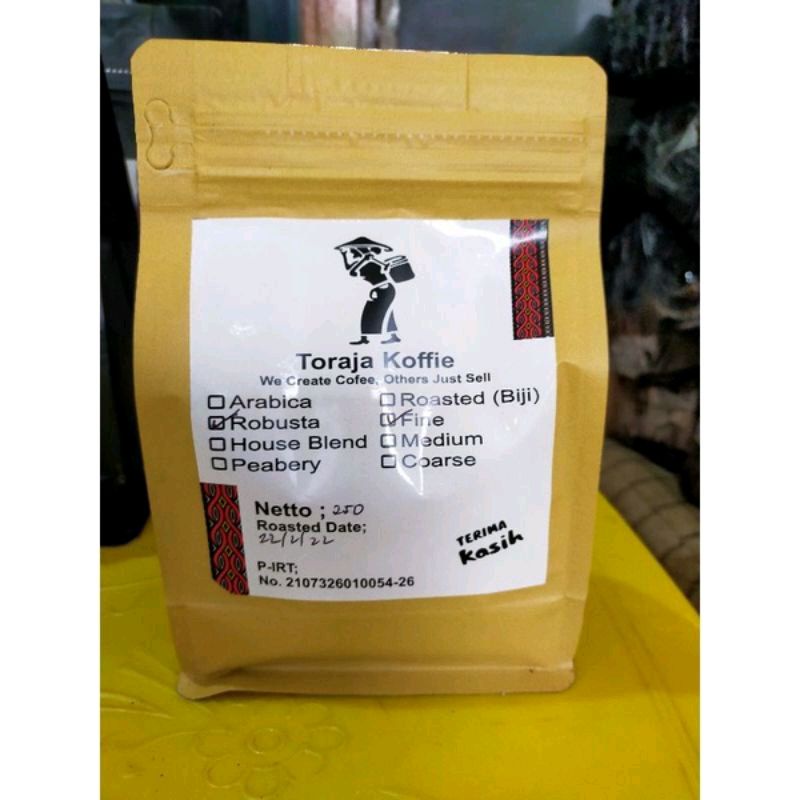 Toraja Koffie
We Create Cofee, Others Just Sell
Arabica
Robusta
House Blend
Peabery
Roasted (Biji)
Fine
Medium
Coarse
Netto ; 250
Roasted Date;
22/2/22
TERIMA
Kasih
P-IRT;
No. 2107326010054-26